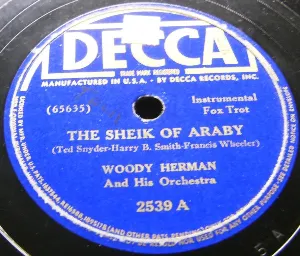 DECCA
TRADE MARK REGISTERED
MANUFACTURED IN U.S.A. - BY DECCA RECORDS, INC.
(65635)
Instrumental
Fox Trot
THE SHEIK OF ARABY
(Ted Snyder-Harry B. Smith-Francis Wheeler)
WOODY HERMAN
And His Orchestra
2539 A